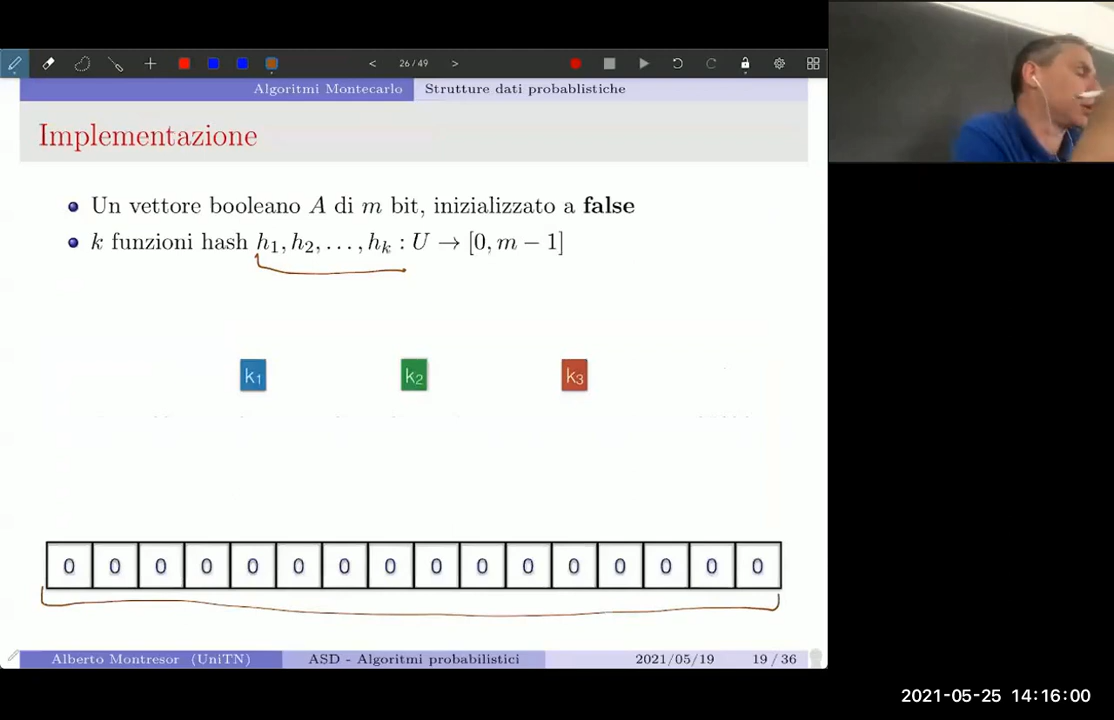 26/49
Algoritmi Montecarlo Strutture dati probablistiche
Implementazione
Un vettore booleano A di m bit, inizializzato a false
k funzioni hash h1, h2, . . . , hk : U → [0, m − 1]
k1 k2 k3
0 0 0 0 0 0 0 0 0 0 0 0 0 0 0 0
Alberto Montresor (UniTN) ASD - Algoritmi probabilistici 2021/05/19 19 / 36
2021-05-25 14:16:00